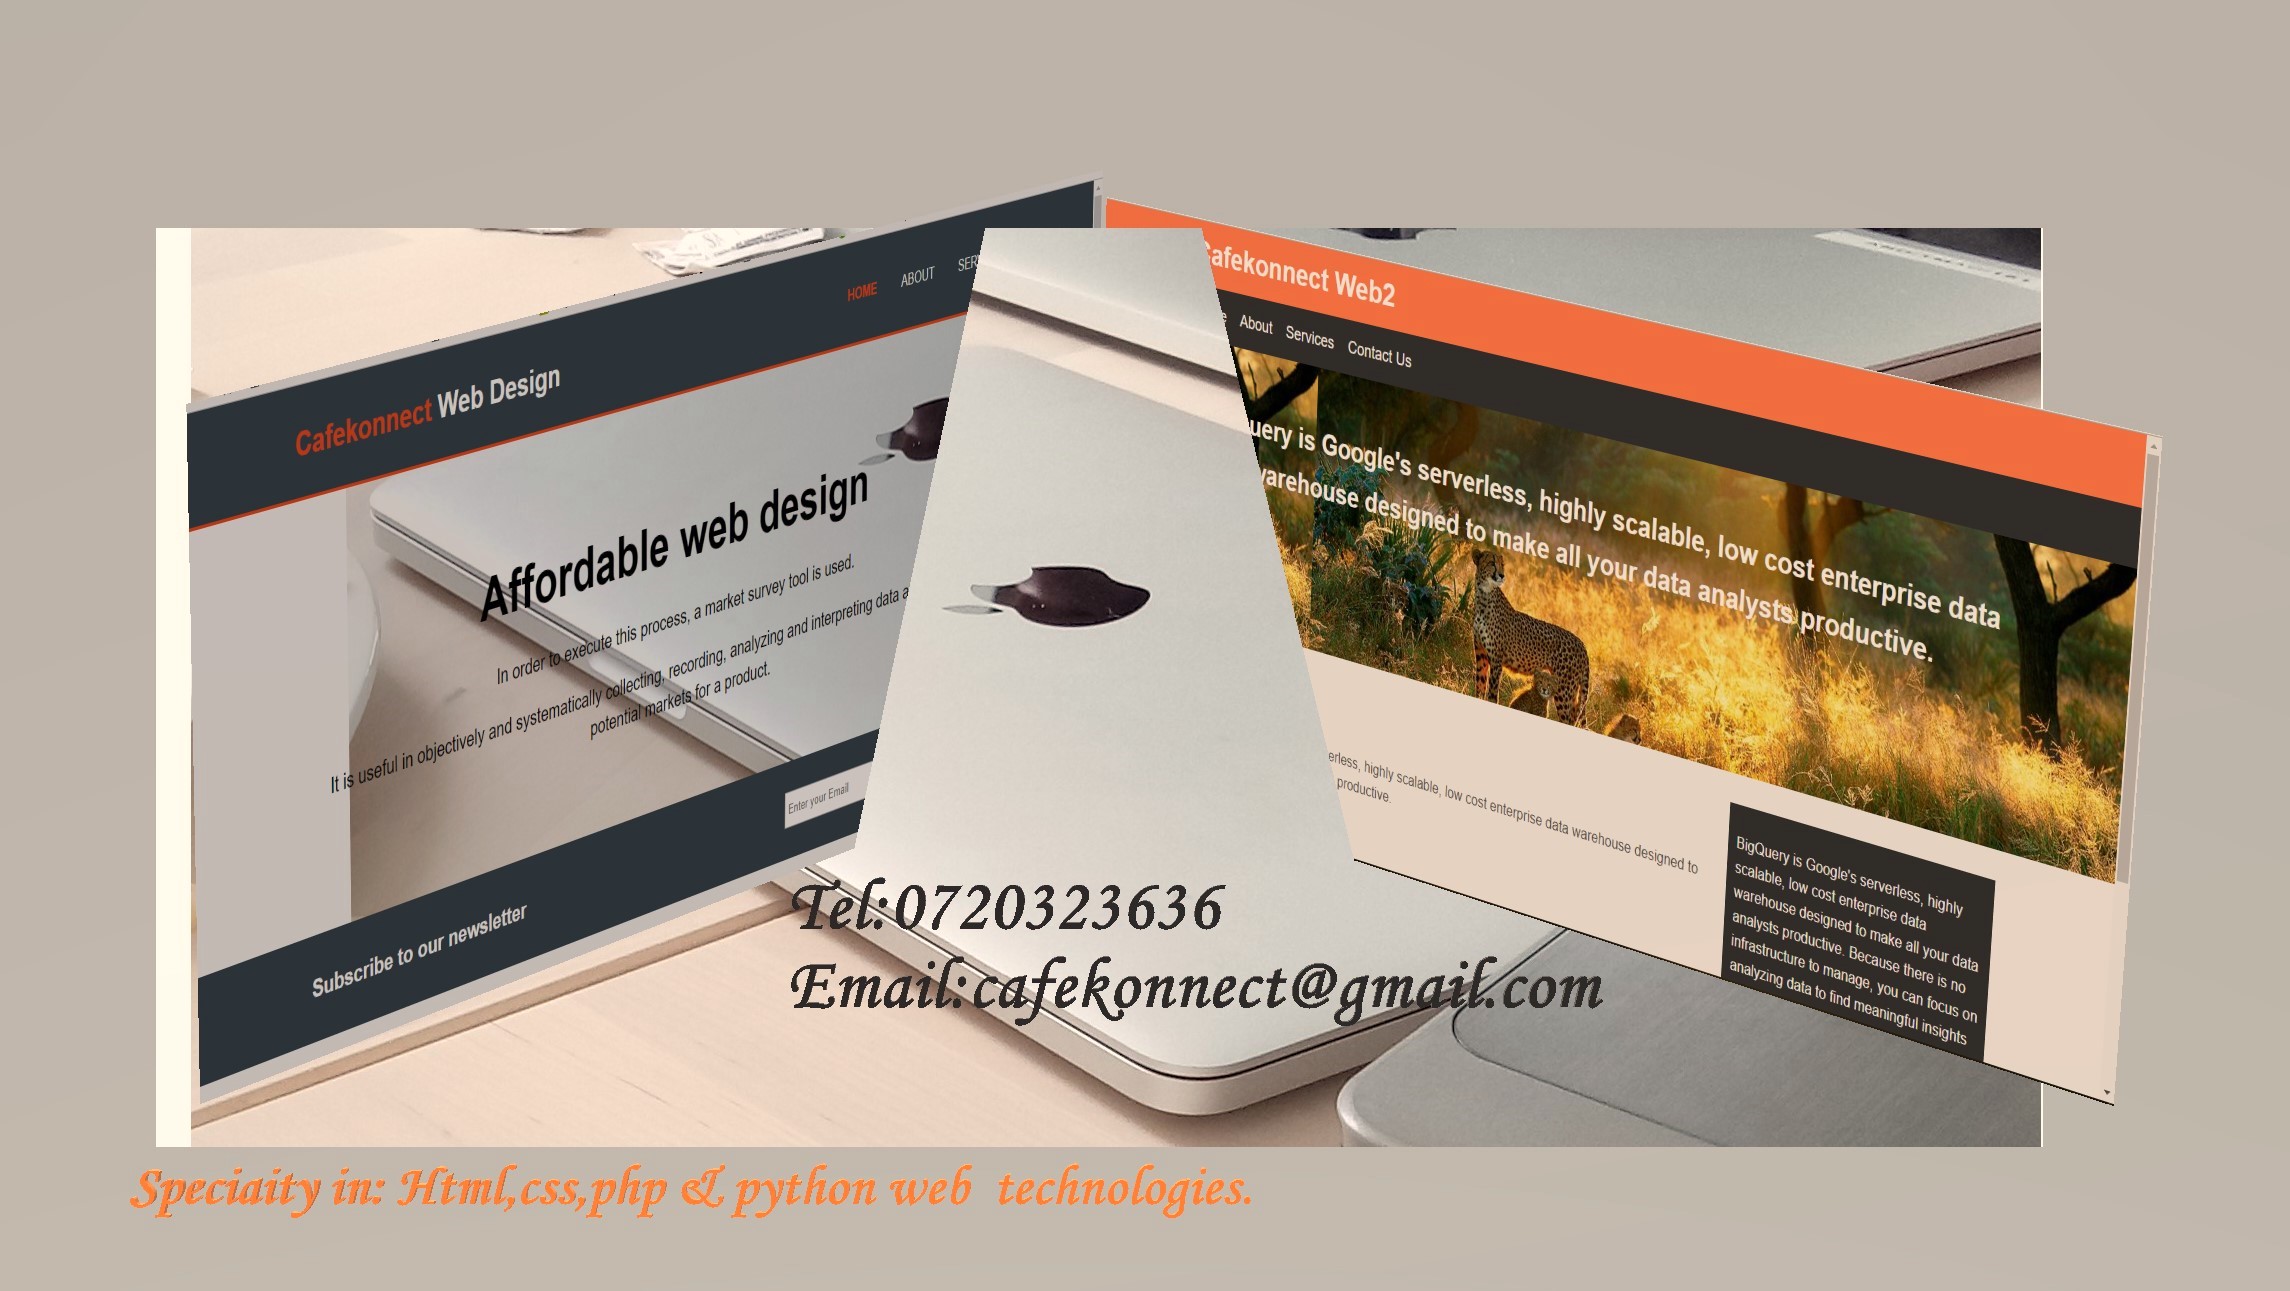 HOME ABOUT
Cafekonnect Web Design
Affordable web design
In order to execute this process, a market survey tool is used.
It is useful in objectively and systematically collecting, recording, analyzing and interpreting data
potential markets for a product.
Enter your Email
Subscribe to our newsletter
Cafekonnect Web2
About Services Contact Us
uery is Google's serverless, highly scalable, low cost enterprise data
warehouse designed to make all your data analysts productive.
erless, highly scalable, low cost enterprise data warehouse designed to
productive.
BigQuery is Google's serverless, highly
scalable, low cost enterprise data
warehouse designed to make all your data
analysts productive. Because there is no
infrastructure to manage, you can focus on
analyzing data to find meaningful insights
Tel:0720323636
Email:cafekonnect@gmail.com
Speciaity in: Html,css,php & python web technologies.